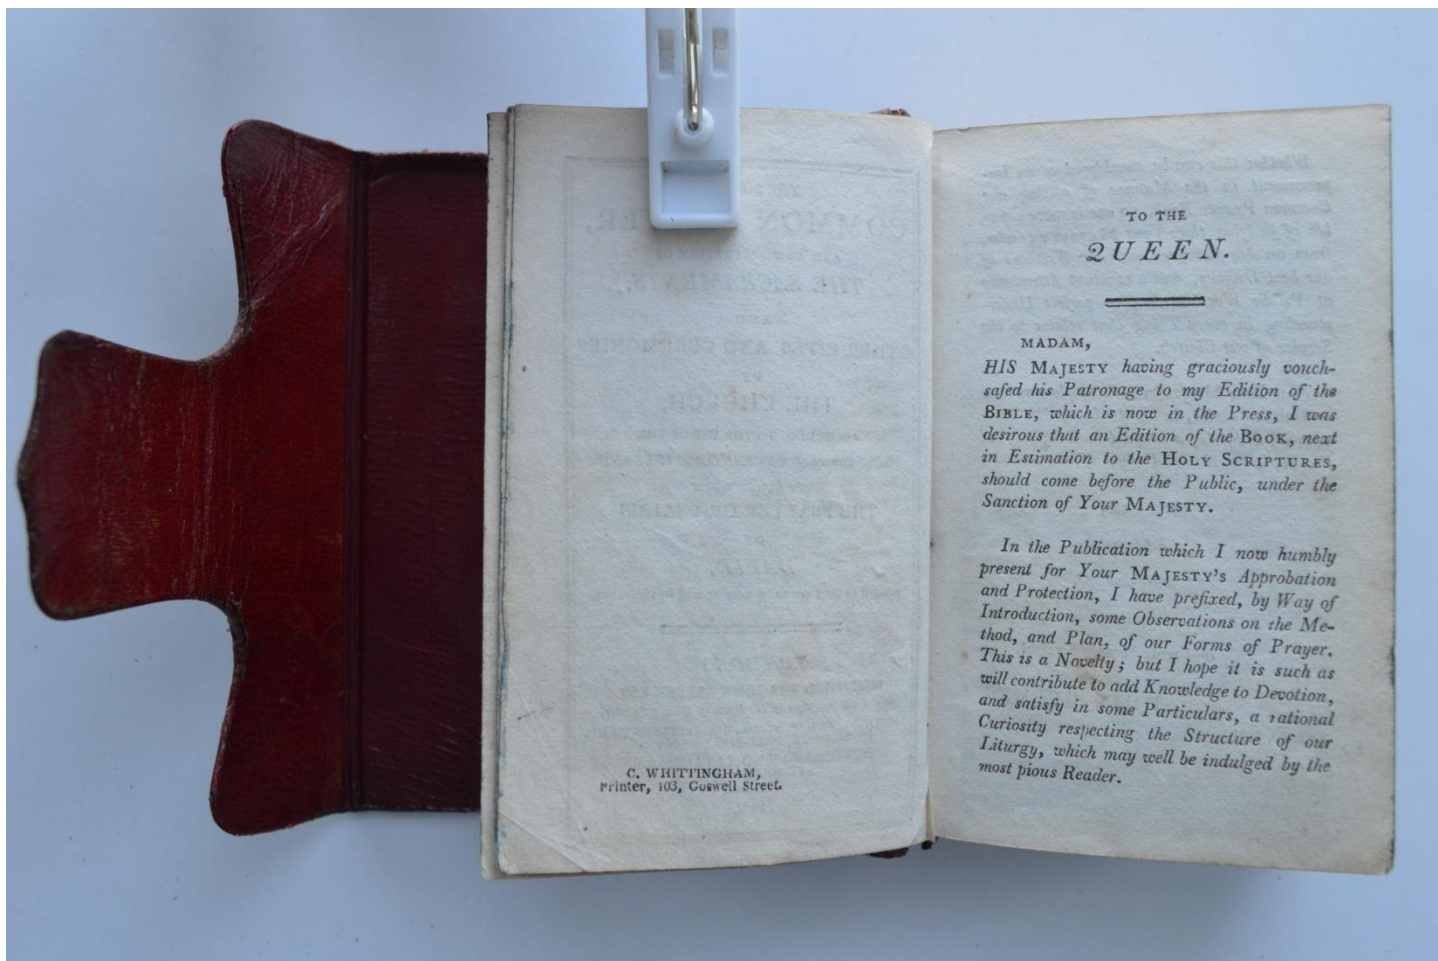 C. WHITTINGHAM,
Printer, 103, Goswell Street.
TO THE
QUEEN.
MADAM,
HIS MAJESTY having graciously vouch-
safed his Patronage to my Edition of the
BIBLE, which is now in the Press, I was
desirous that an Edition of the BOOK, next
in Estimation to the HOLY SCRIPTURES,
should come before the Public, under the
Sanction of Your MAJESTY.
In the Publication which I now humbly
present for Your MAJESTY'S Approbation
and Protection, I have prefixed, by Way of
Introduction, some Observations on the Me-
thod, and Plan, of our Forms of Prayer.
This is a Novelty; but I hope it is such as
will contribute to add Knowledge to Devotion,
and satisfy in some Particulars, a rational
Curiosity respecting the Structure of our
Liturgy, which may well be indulged by the
most pious Reader.